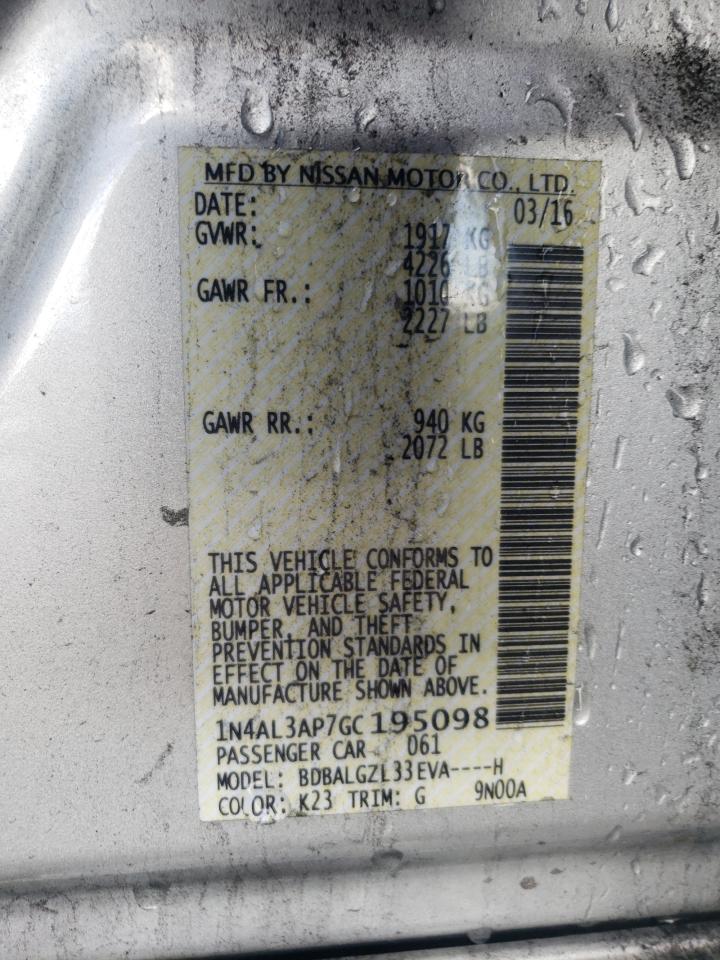 MFD BY NISSAN MOTOR CO., LTD.
DATE: 03/16
GVWR: 1917 KG
4226 LB
GAWR FR.: 1010 KG
2227 LB
GAWR RR.: 940 KG
2072 LB
THIS VEHICLE CONFORMS TO
ALL APPLICABLE FEDERAL
MOTOR VEHICLE SAFETY,
BUMPER, AND THEFT
PREVENTION STANDARDS IN
EFFECT ON THE DATE OF
MANUFACTURE SHOWN ABOVE.
1N4AL3AP7GC195098
PASSENGER CAR 061
MODEL: BDBALGZL33EVA----H
COLOR: K23 TRIM: G 9N00A